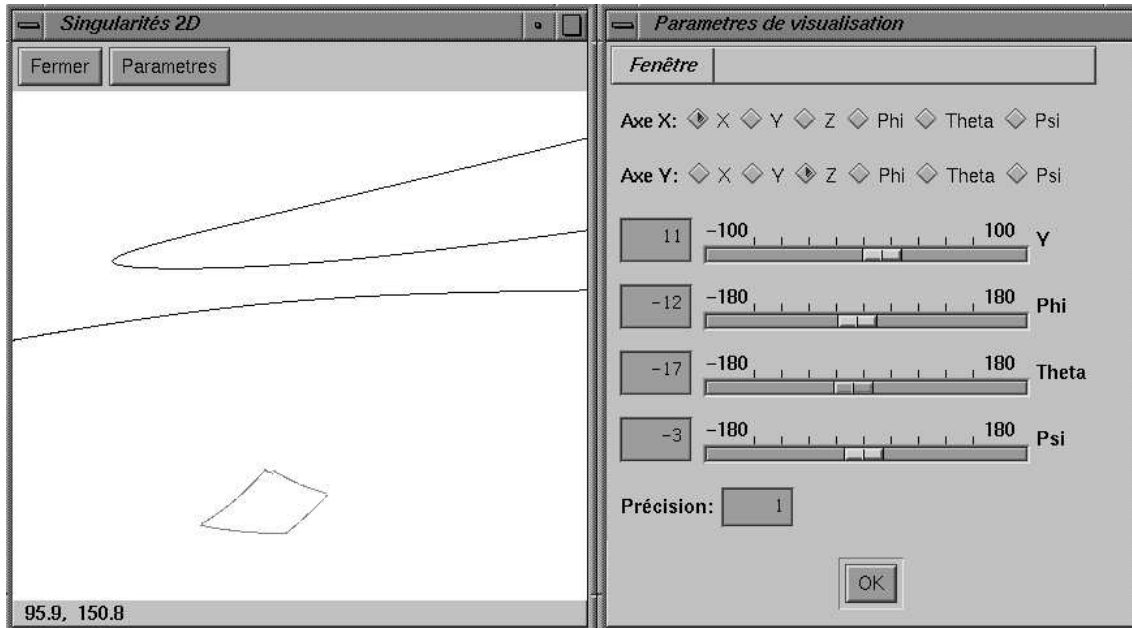 Singularités 2D
Fermer Parametres
95.9, 150.8
Parametres de visualisation
Fenêtre
Axe X: X Y Z Phi Theta Psi
Axe Y: X Y Z Phi Theta Psi
11 -100 100 Y
-12 -180 180 Phi
-17 -180 180 Theta
-3 -180 180 Psi
Précision: 1
OK